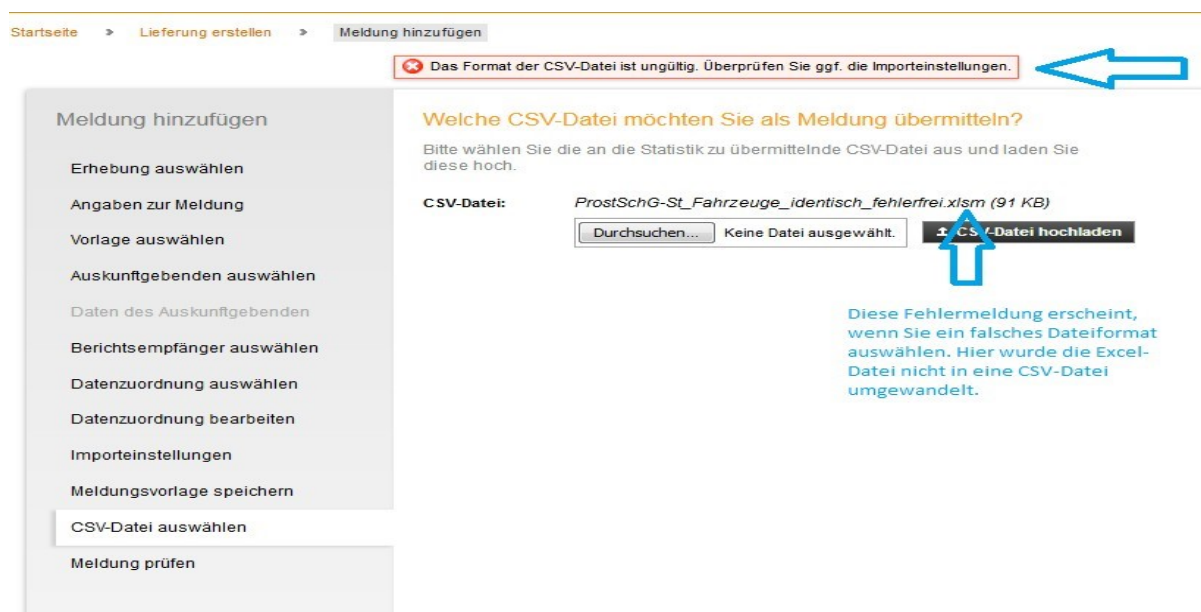 Startseite » Lieferung erstellen » Meldung hinzufügen
Das Format der CSV-Datei ist ungültig. Überprüfen Sie ggf. die Importeinstellungen.
Meldung hinzufügen
Erhebung auswählen
Angaben zur Meldung
Vorlage auswählen
Auskunftgebenden auswählen
Daten des Auskunftgebenden
Berichtsempfänger auswählen
Datenzuordnung auswählen
Datenzuordnung bearbeiten
Importeinstellungen
Meldungsvorlage speichern
CSV-Datei auswählen
Meldung prüfen
Welche CSV-Datei möchten Sie als Meldung übermitteln?
Bitte wählen Sie die an die Statistik zu übermittelnde CSV-Datei aus und laden Sie
diese hoch.
CSV-Datei: ProstSchG-St_Fahrzeuge_identisch_fehlerfrei.xlsm (91 KB)
Durchsuchen... Keine Datei ausgewählt. CSV-Datei hochladen
Diese Fehlermeldung erscheint,
wenn Sie ein falsches Dateiformat
auswählen. Hier wurde die Excel-
Datei nicht in eine CSV-Datei
umgewandelt.